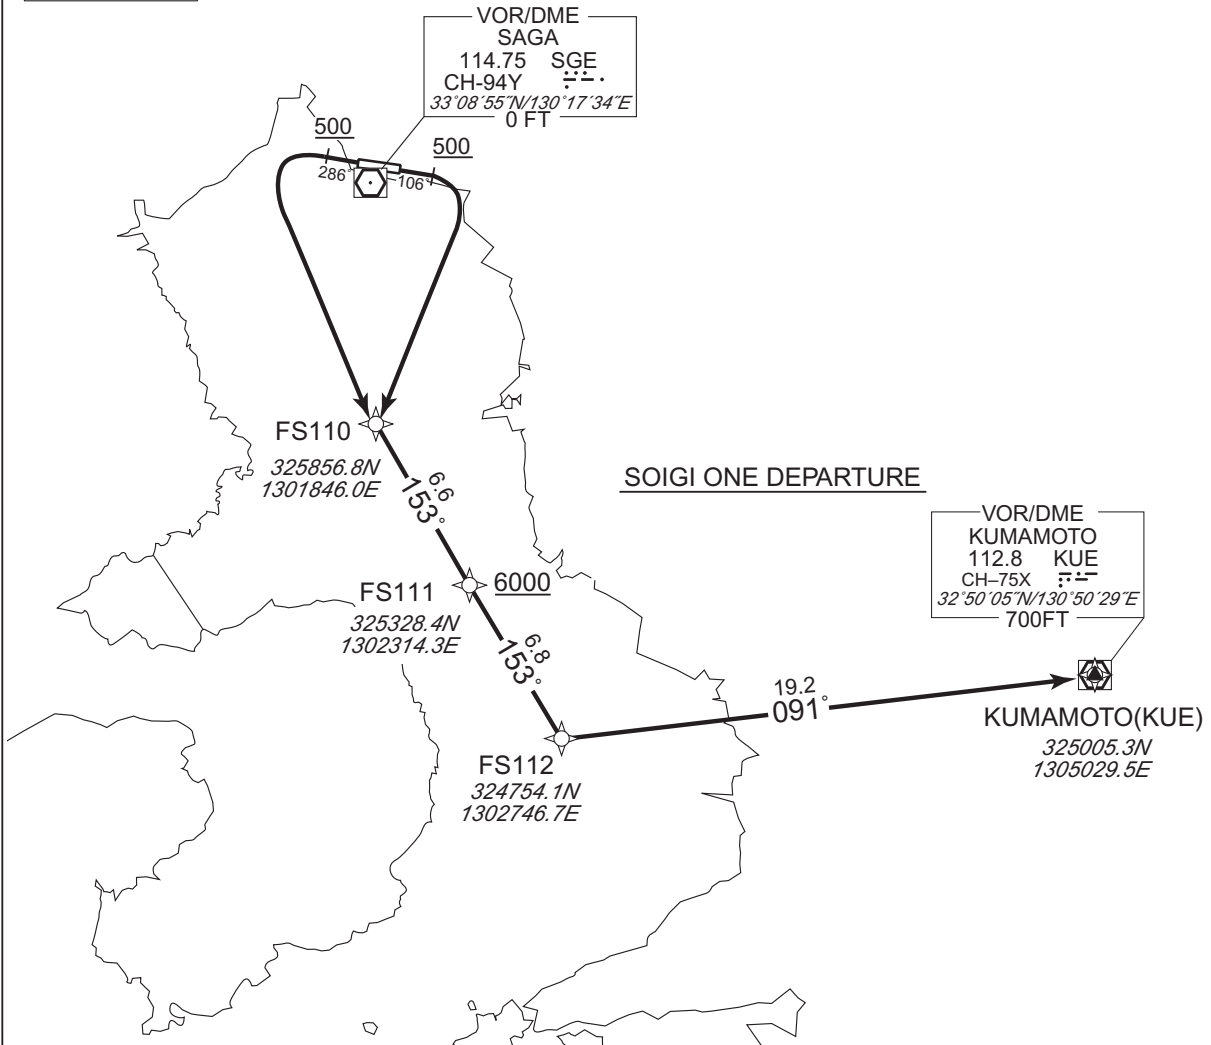 VOR/DME
SAGA
114.75 SGE
CH-94Y
33°08´55˝N/130°17´34˝E
0 FT
500
500
286°
106°
FS110
325856.8N
1301846.0E
6.6
153°
SOIGI ONE DEPARTURE
VOR/DME
KUMAMOTO
112.8 KUE
CH–75X
32°50´05˝N/130°50´29˝E
700FT
FS111
6000
325328.4N
1302314.3E
6.8
153°
19.2
091°
KUMAMOTO(KUE)
325005.3N
1305029.5E
FS112
324754.1N
1302746.7E